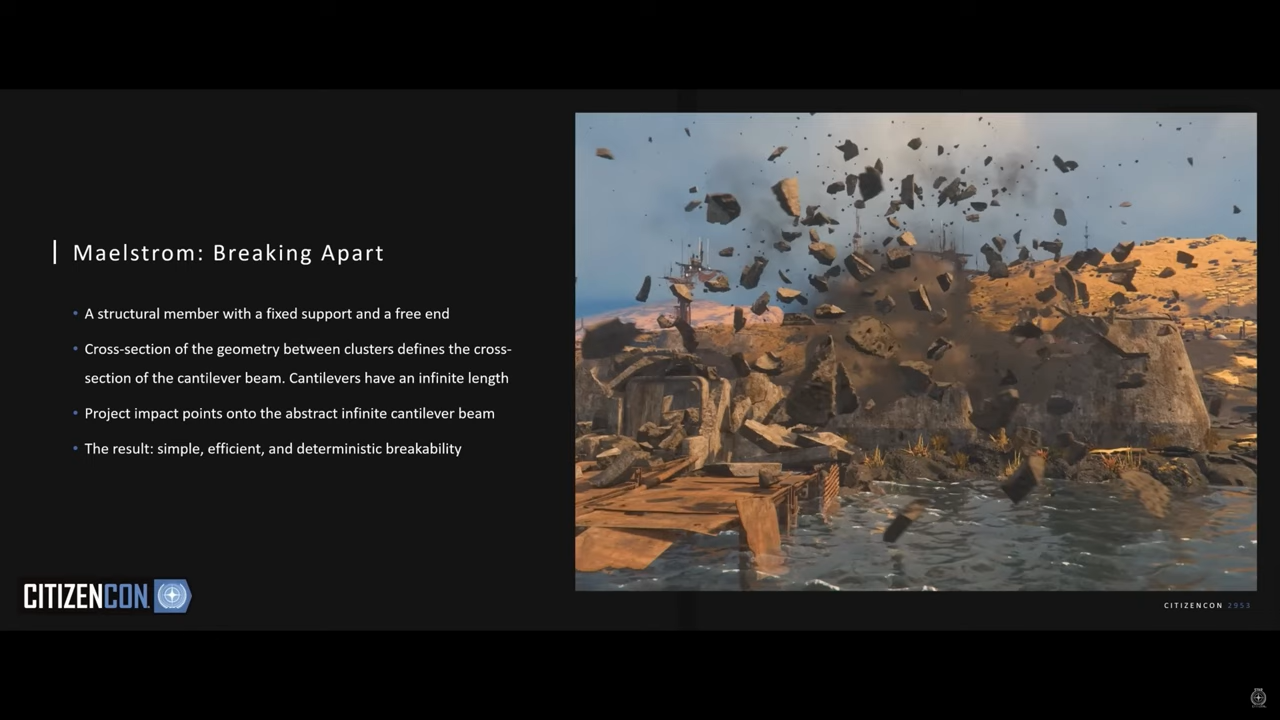 Maelstrom: Breaking Apart
• A structural member with a fixed support and a free end
• Cross-section of the geometry between clusters defines the cross-
section of the cantilever beam. Cantilevers have an infinite length
• Project impact points onto the abstract infinite cantilever beam
• The result: simple, efficient, and deterministic breakability
CITIZENCON
CITIZENCON 2953